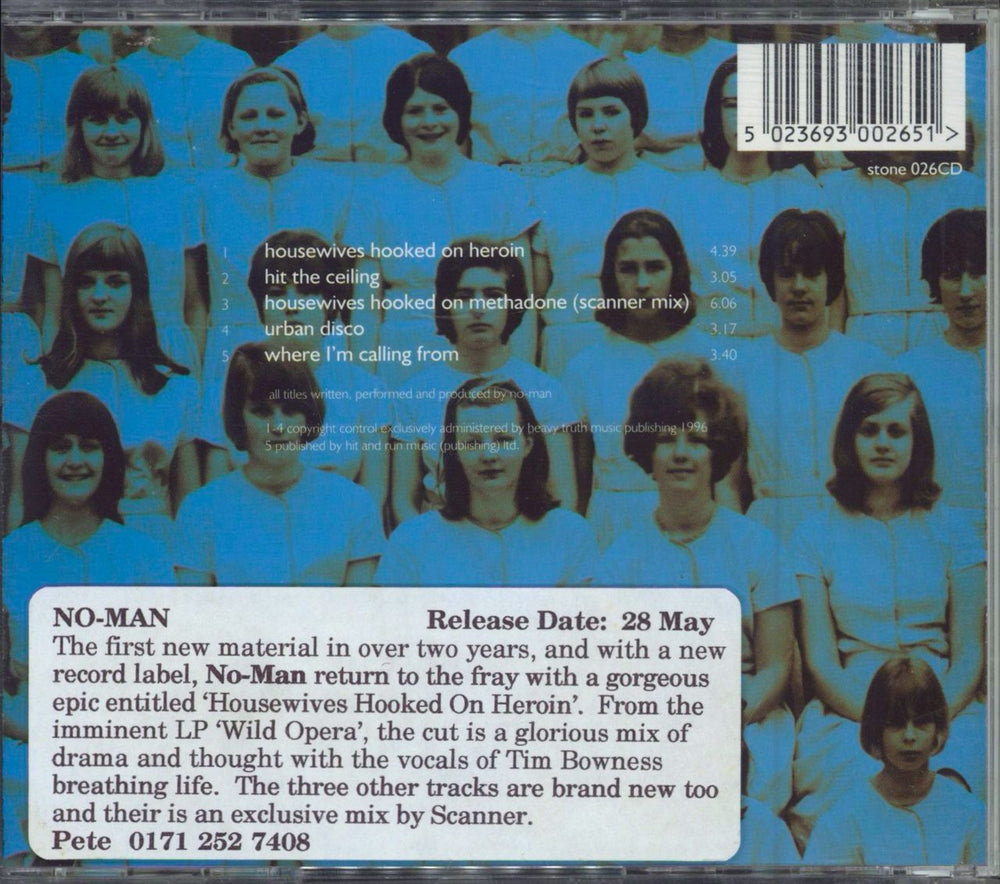 5 023693 002651 >
stone 026CD
1 housewives hooked on heroin 4.39
2 hit the ceiling 3.05
3 housewives hooked on methadone (scanner mix) 6.06
4 urban disco 3.17
5 where I'm calling from 3.40
all titles written, performed and produced by no-man
1-4 copyright control exclusively administered by heavy truth music publishing 1996
5 published by hit and run music (publishing) ltd.
NO-MAN Release Date: 28 May
The first new material in over two years, and with a new
record label, No-Man return to the fray with a gorgeous
epic entitled ‘Housewives Hooked On Heroin’. From the
imminent LP ‘Wild Opera’, the cut is a glorious mix of
drama and thought with the vocals of Tim Bowness
breathing life. The three other tracks are brand new too
and their is an exclusive mix by Scanner.
Pete 0171 252 7408